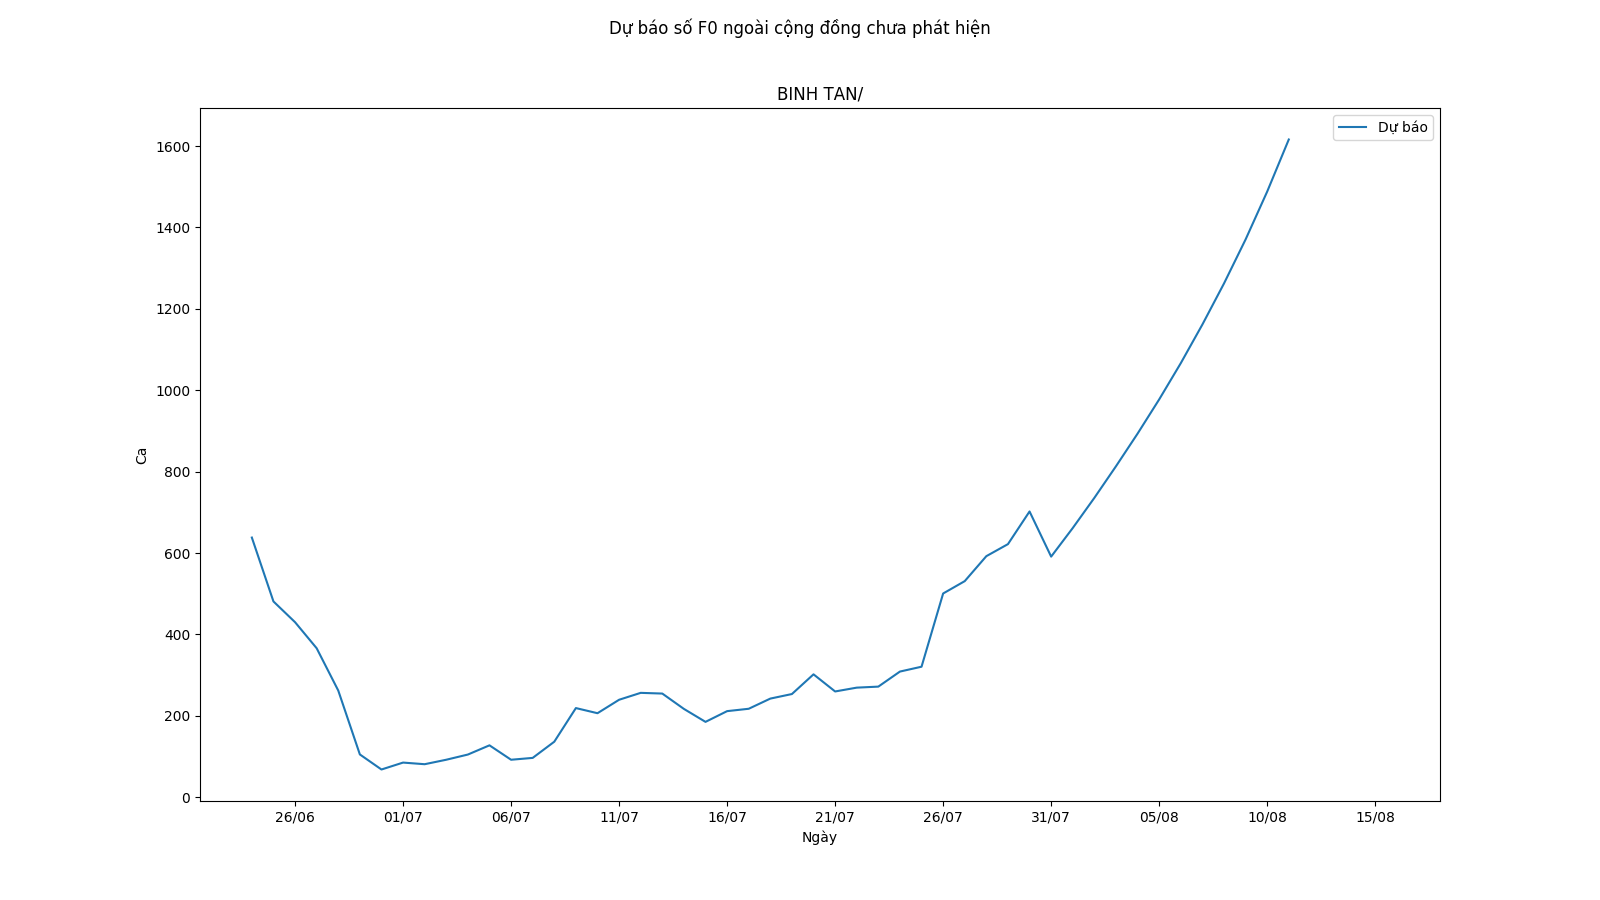 Dự báo số F0 ngoài cộng đồng chưa phát hiện
BINH TAN/
Dự báo
1600
1400
1200
1000
800
600
400
200
0
Ca
26/06 01/07 06/07 11/07 16/07 21/07 26/07 31/07 05/08 10/08 15/08
Ngày